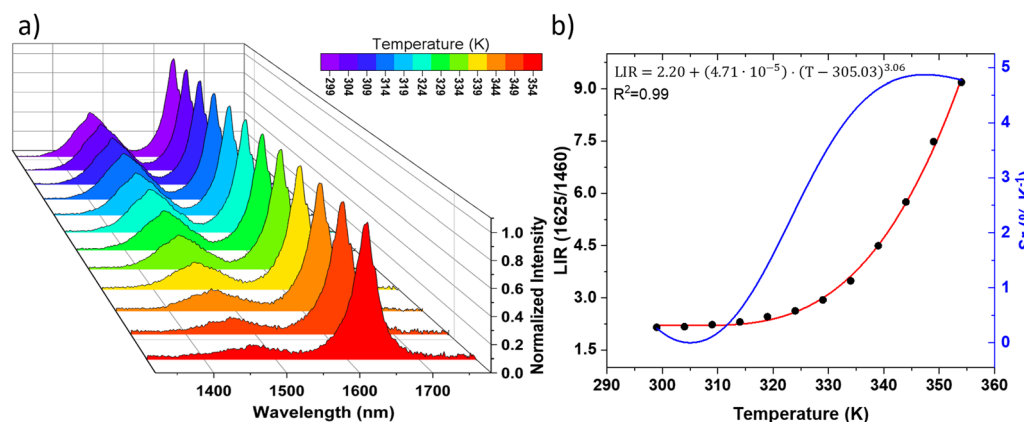 a)
Temperature (K)
299 304 309 314 319 324 329 334 339 344 349 354
1.0
0.8
0.6
0.4
0.2
0.0
Normalized Intensity
1400 1500 1600 1700
Wavelength (nm)
b)
LIR = 2.20 + (4.71 · 10⁻⁵) · (T − 305.03)³·⁰⁶
R²=0.99
9.0
7.5
6.0
4.5
3.0
1.5
LIR (1625/1460)
290 300 310 320 330 340 350 360
Temperature (K)
5
4
3
2
1
0